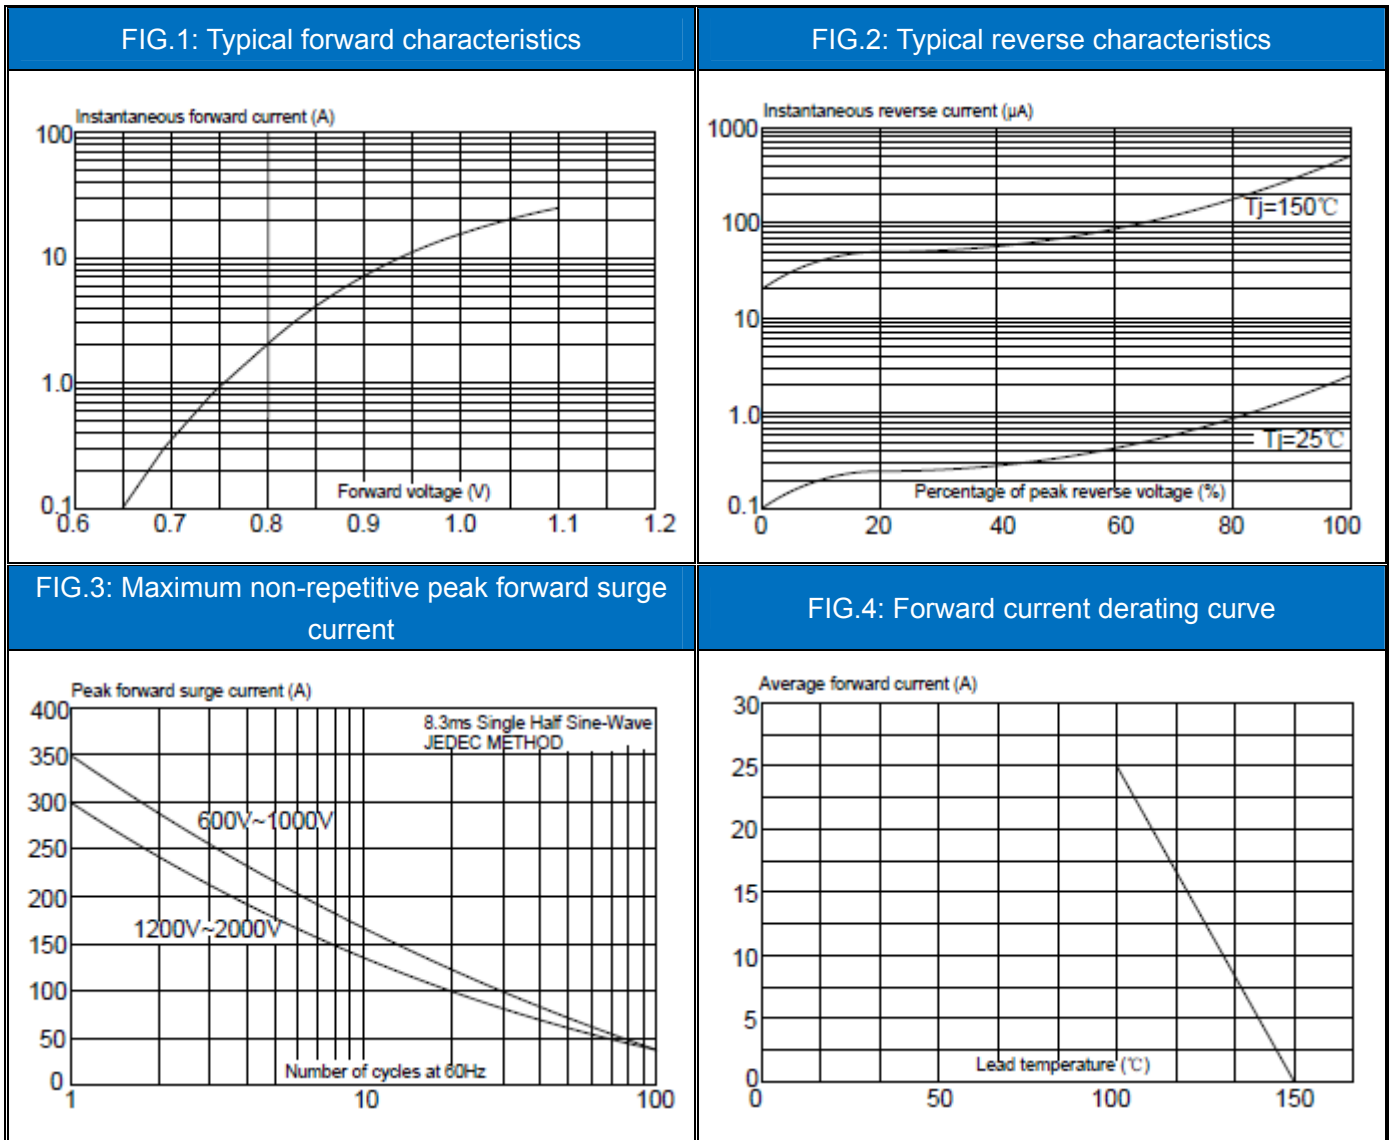 FIG.1: Typical forward characteristics
Instantaneous forward current (A)
100
10
1.0
0.1
Forward voltage (V)
0.6 0.7 0.8 0.9 1.0 1.1 1.2
FIG.2: Typical reverse characteristics
Instantaneous reverse current (μA)
1000
Tj=150℃
100
10
1.0
Tj=25℃
Percentage of peak reverse voltage (%)
0.1
0 20 40 60 80 100
FIG.3: Maximum non-repetitive peak forward surge
current
Peak forward surge current (A)
400
8.3ms Single Half Sine-Wave
JEDEC METHOD
350
300
600V~1000V
250
200
1200V~2000V
150
100
50
Number of cycles at 60Hz
0
1 10 100
FIG.4: Forward current derating curve
Average forward current (A)
30
25
20
15
10
5
Lead temperature (℃)
0
0 50 100 150